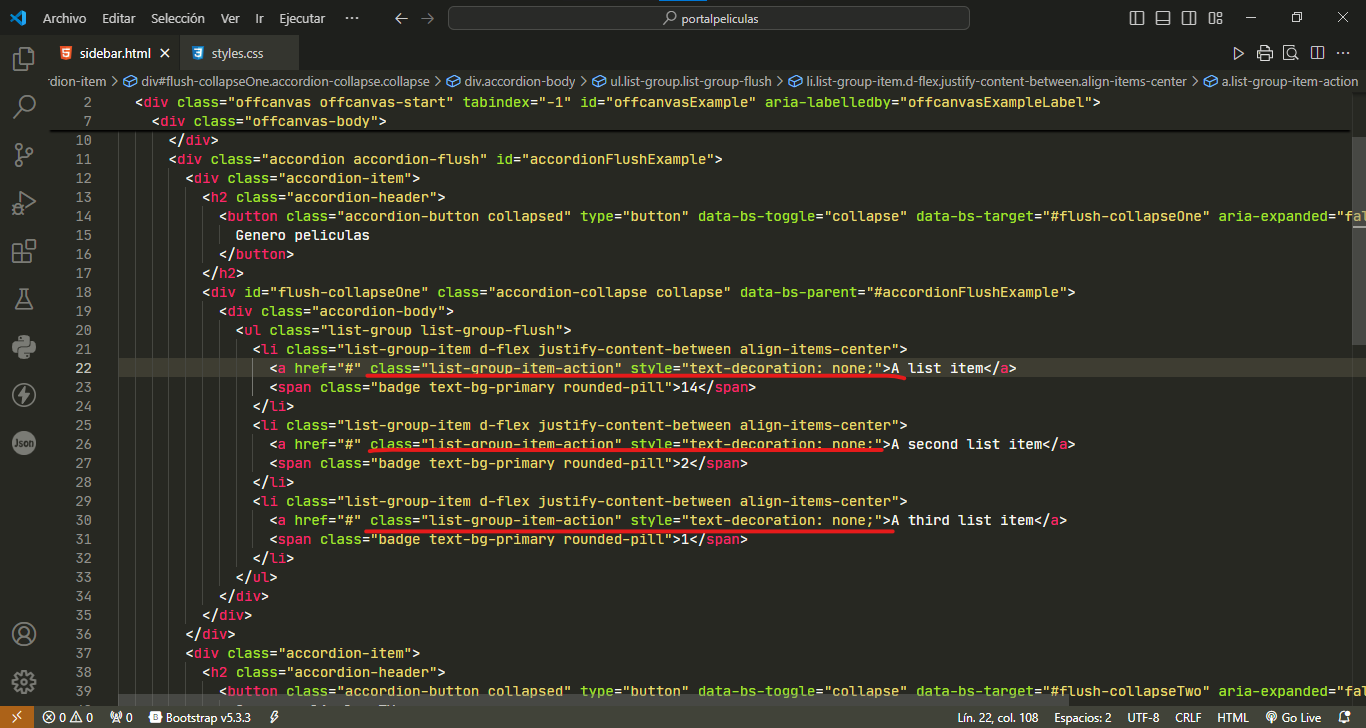 Archivo Editar Selección Ver Ir Ejecutar ··· portalpeliculas
sidebar.html styles.css
rdion-item > div#flush-collapseOne.accordion-collapse.collapse > div.accordion-body > ul.list-group.list-group-flush > li.list-group-item.d-flex.justify-content-between.align-items-center > a.list-group-item-action
2 <div class="offcanvas offcanvas-start" tabindex="-1" id="offcanvasExample" aria-labelledby="offcanvasExampleLabel">
7 <div class="offcanvas-body">
10 </div>
11 <div class="accordion accordion-flush" id="accordionFlushExample">
12 <div class="accordion-item">
13 <h2 class="accordion-header">
14 <button class="accordion-button collapsed" type="button" data-bs-toggle="collapse" data-bs-target="#flush-collapseOne" aria-expanded="fal
15 Genero peliculas
16 </button>
17 </h2>
18 <div id="flush-collapseOne" class="accordion-collapse collapse" data-bs-parent="#accordionFlushExample">
19 <div class="accordion-body">
20 <ul class="list-group list-group-flush">
21 <li class="list-group-item d-flex justify-content-between align-items-center">
22 <a href="#" class="list-group-item-action" style="text-decoration: none;">A list item</a>
23 <span class="badge text-bg-primary rounded-pill">14</span>
24 </li>
25 <li class="list-group-item d-flex justify-content-between align-items-center">
26 <a href="#" class="list-group-item-action" style="text-decoration: none;">A second list item</a>
27 <span class="badge text-bg-primary rounded-pill">2</span>
28 </li>
29 <li class="list-group-item d-flex justify-content-between align-items-center">
30 <a href="#" class="list-group-item-action" style="text-decoration: none;">A third list item</a>
31 <span class="badge text-bg-primary rounded-pill">1</span>
32 </li>
33 </ul>
34 </div>
35 </div>
36 </div>
37 <div class="accordion-item">
38 <h2 class="accordion-header">
39 <button class="accordion-button collapsed" type="button" data-bs-toggle="collapse" data-bs-target="#flush-collapseTwo" aria-expanded="fal
Json
0 0 0 Bootstrap v5.3.3 Lín. 22, col. 108 Espacios: 2 UTF-8 CRLF HTML Go Live